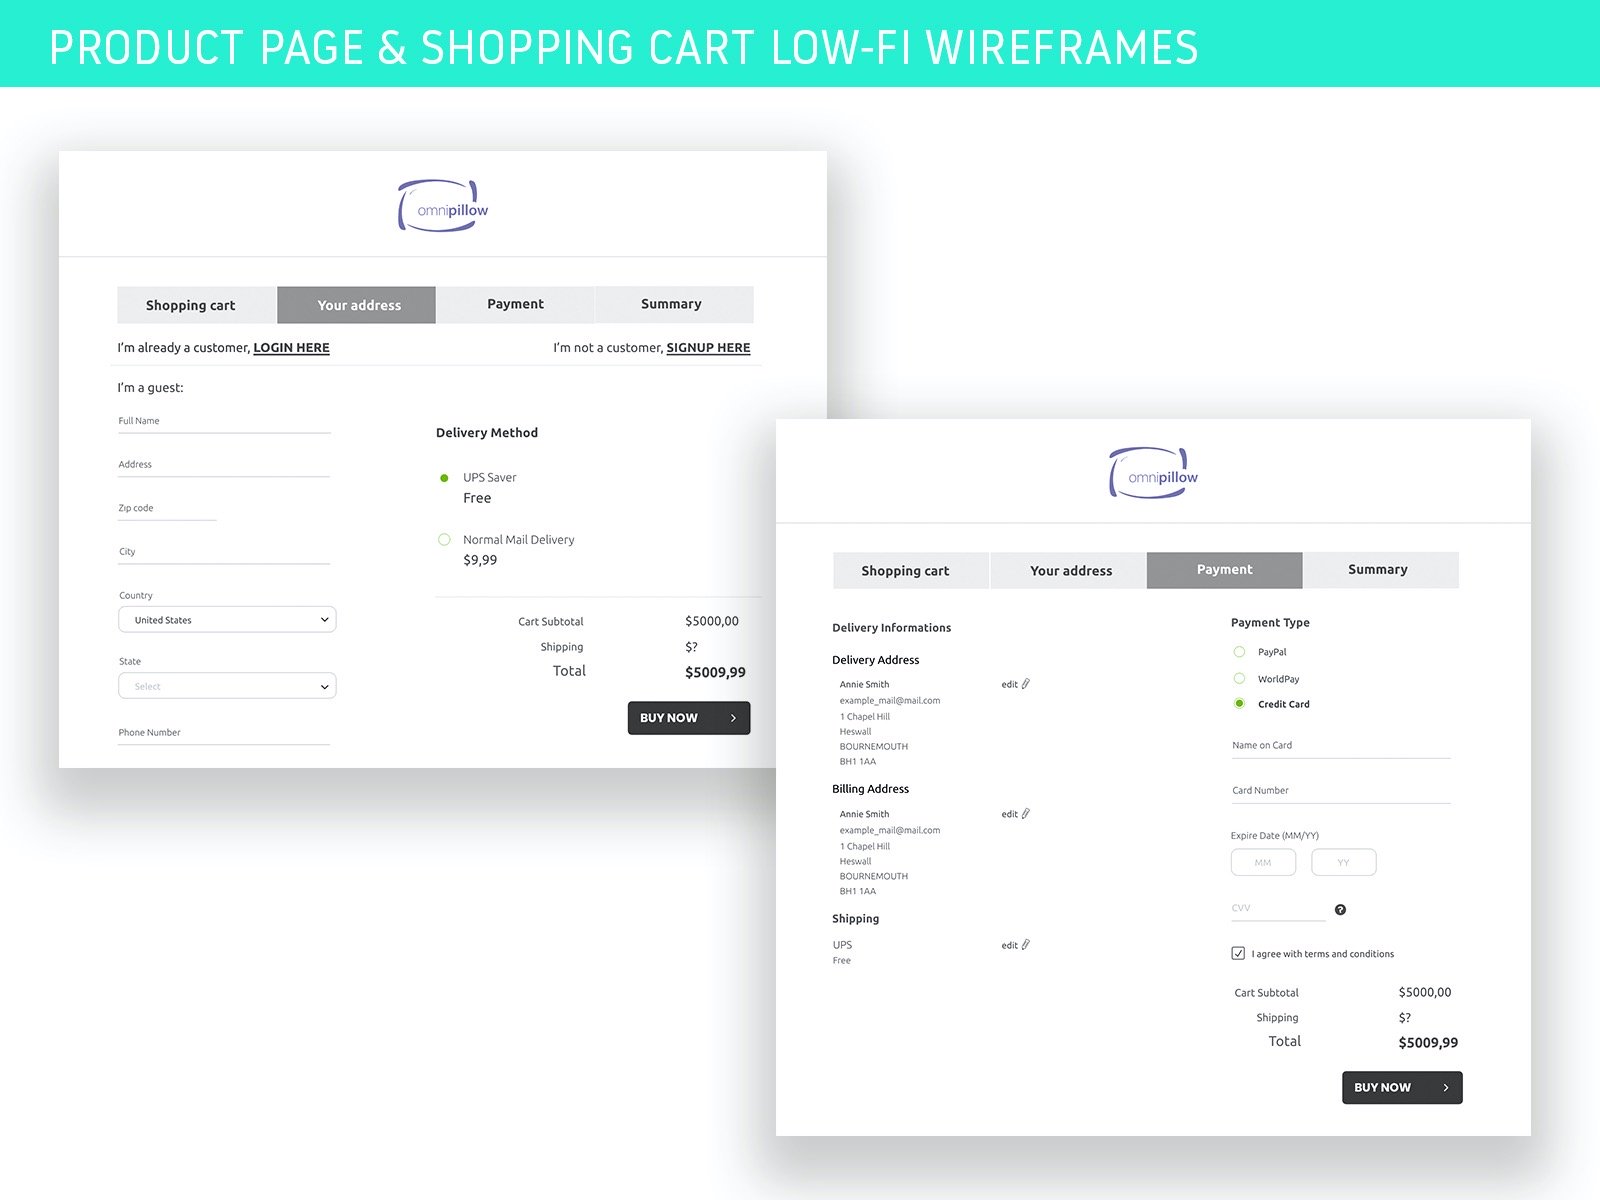 PRODUCT PAGE & SHOPPING CART LOW-FI WIREFRAMES
omnipillow
Shopping cart
Your address
Payment
Summary
I'm already a customer, LOGIN HERE
I'm not a customer, SIGNUP HERE
I'm a guest:
Full Name
Address
Zip code
City
Country
United States
State
Select
Phone Number
Delivery Method
UPS Saver
Free
Normal Mail Delivery
$9,99
Cart Subtotal $5000,00
Shipping $?
Total $5009,99
BUY NOW
omnipillow
Shopping cart
Your address
Payment
Summary
Delivery Informations
Delivery Address
Annie Smith edit
example_mail@mail.com
1 Chapel Hill
Heswall
BOURNEMOUTH
BH1 1AA
Billing Address
Annie Smith edit
example_mail@mail.com
1 Chapel Hill
Heswall
BOURNEMOUTH
BH1 1AA
Shipping
UPS edit
Free
Payment Type
PayPal
WorldPay
Credit Card
Name on Card
Card Number
Expire Date (MM/YY)
MM YY
CVV ?
I agree with terms and conditions
Cart Subtotal $5000,00
Shipping $?
Total $5009,99
BUY NOW